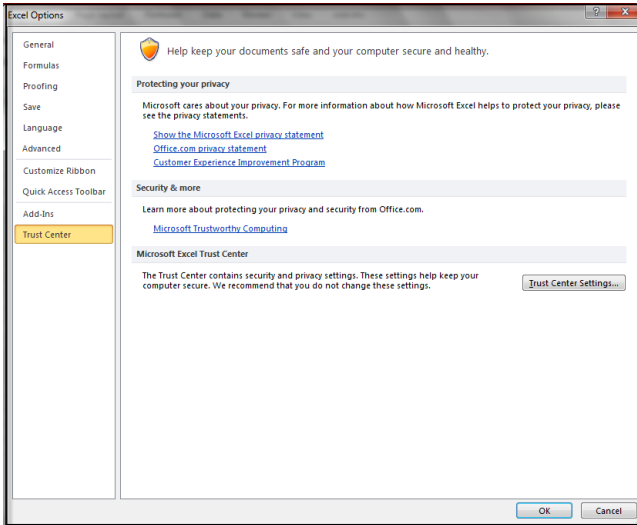 Excel Options
General
Formulas
Proofing
Save
Language
Advanced
Customize Ribbon
Quick Access Toolbar
Add-Ins
Trust Center
Help keep your documents safe and your computer secure and healthy.
Protecting your privacy
Microsoft cares about your privacy. For more information about how Microsoft Excel helps to protect your privacy, please
see the privacy statements.
Show the Microsoft Excel privacy statement
Office.com privacy statement
Customer Experience Improvement Program
Security & more
Learn more about protecting your privacy and security from Office.com.
Microsoft Trustworthy Computing
Microsoft Excel Trust Center
The Trust Center contains security and privacy settings. These settings help keep your
computer secure. We recommend that you do not change these settings.
Trust Center Settings...
OK Cancel